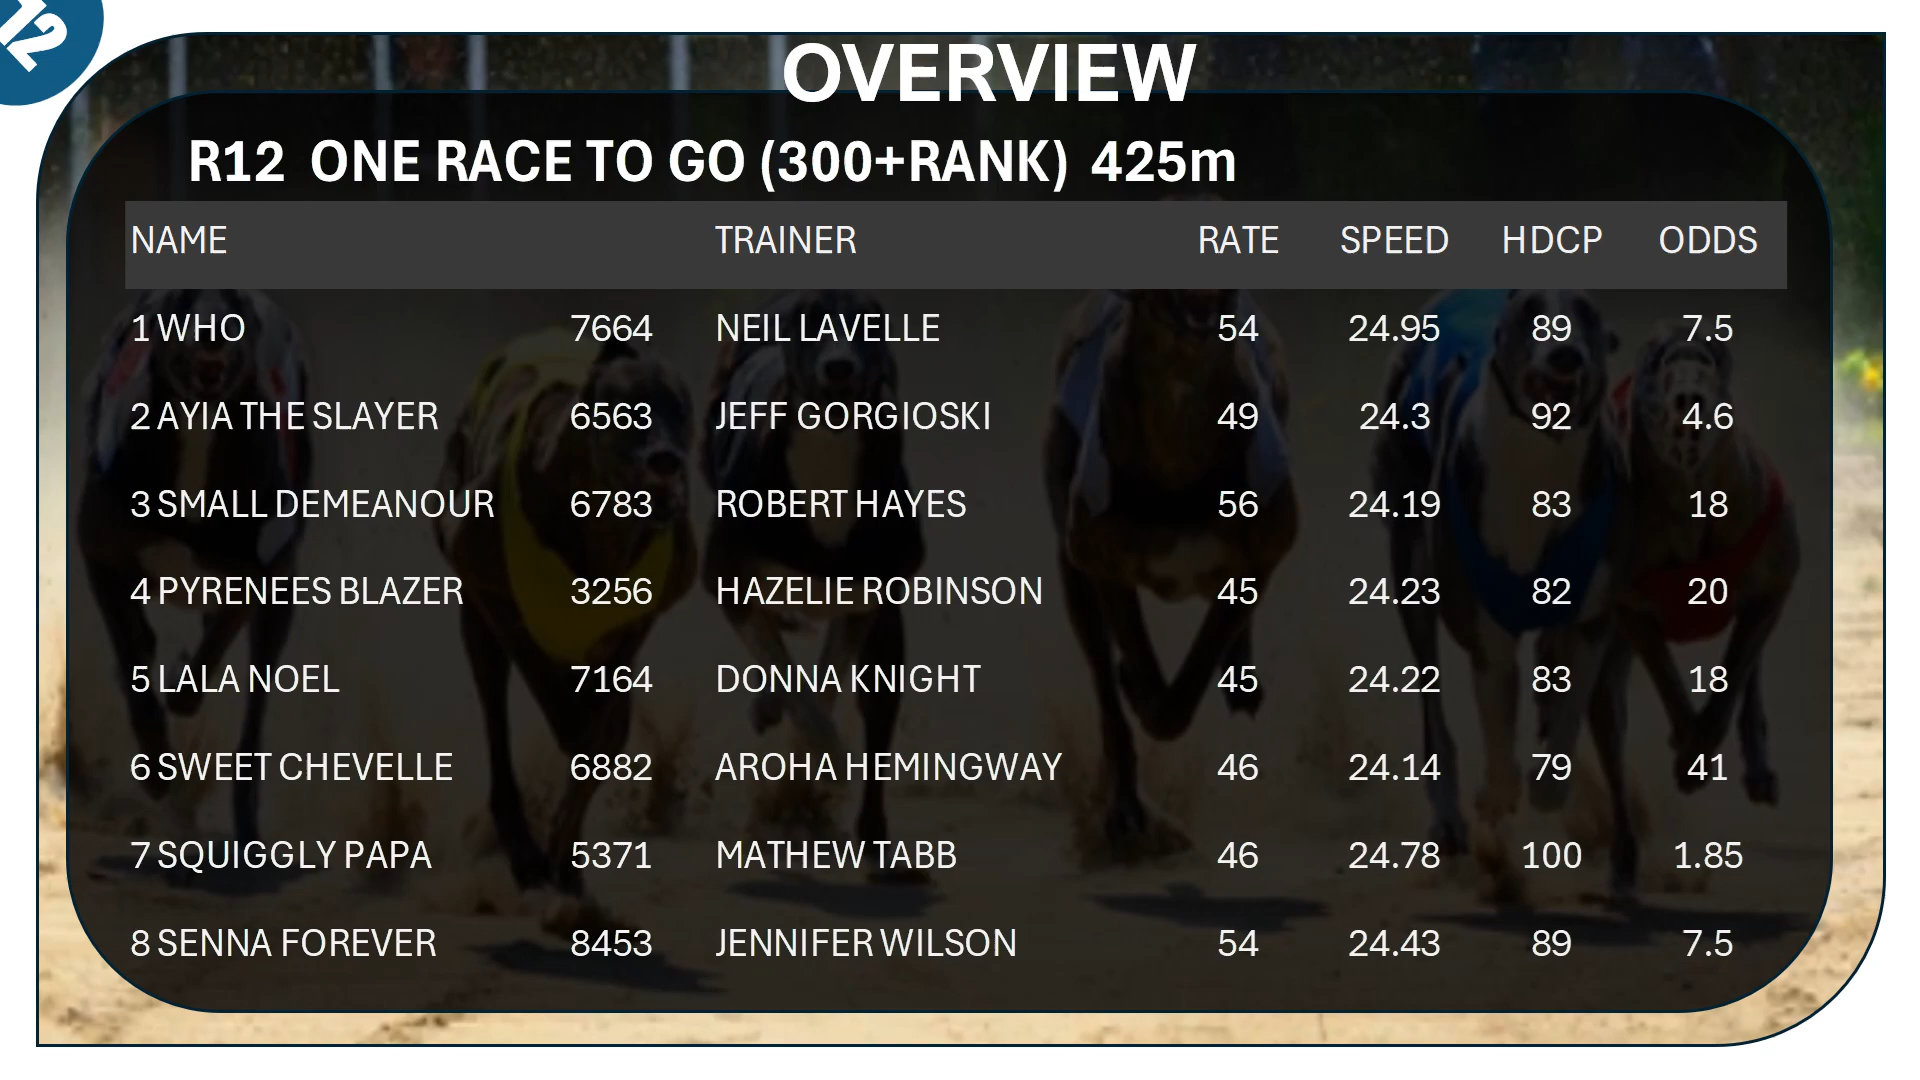 12
OVERVIEW
R12 ONE RACE TO GO (300+RANK) 425m
NAME TRAINER RATE SPEED HDCP ODDS
1 WHO 7664 NEIL LAVELLE 54 24.95 89 7.5
2 AYIA THE SLAYER 6563 JEFF GORGIOSKI 49 24.3 92 4.6
3 SMALL DEMEANOUR 6783 ROBERT HAYES 56 24.19 83 18
4 PYRENEES BLAZER 3256 HAZELIE ROBINSON 45 24.23 82 20
5 LALA NOEL 7164 DONNA KNIGHT 45 24.22 83 18
6 SWEET CHEVELLE 6882 AROHA HEMINGWAY 46 24.14 79 41
7 SQUIGGLY PAPA 5371 MATHEW TABB 46 24.78 100 1.85
8 SENNA FOREVER 8453 JENNIFER WILSON 54 24.43 89 7.5